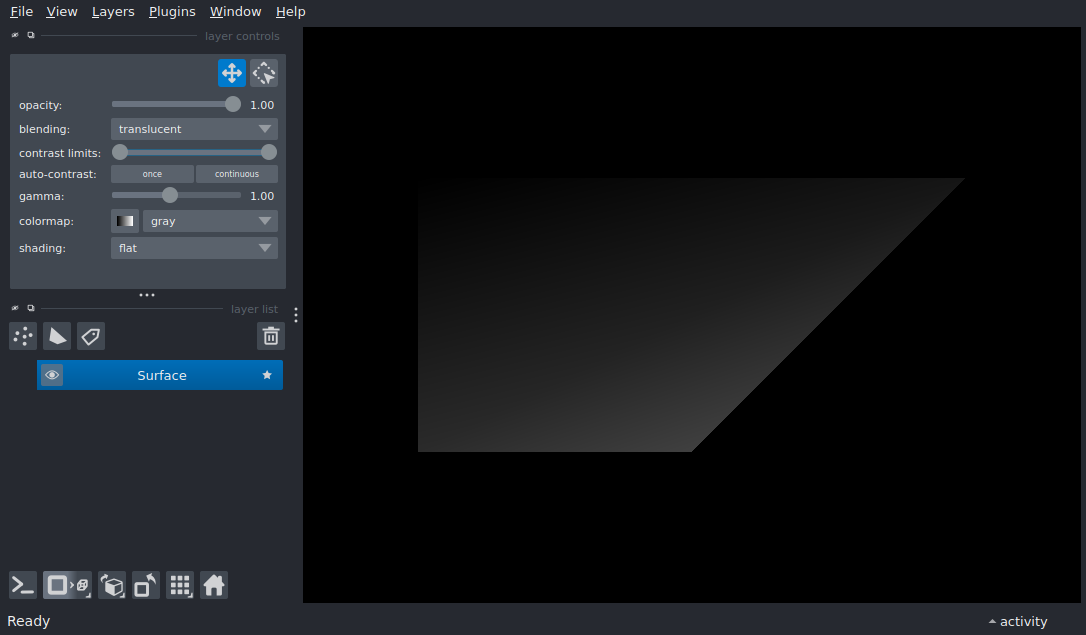 File View Layers Plugins Window Help
layer controls
opacity: 1.00
blending: translucent
contrast limits:
auto-contrast: once continuous
gamma: 1.00
colormap: gray
shading: flat
layer list
Surface
Ready activity